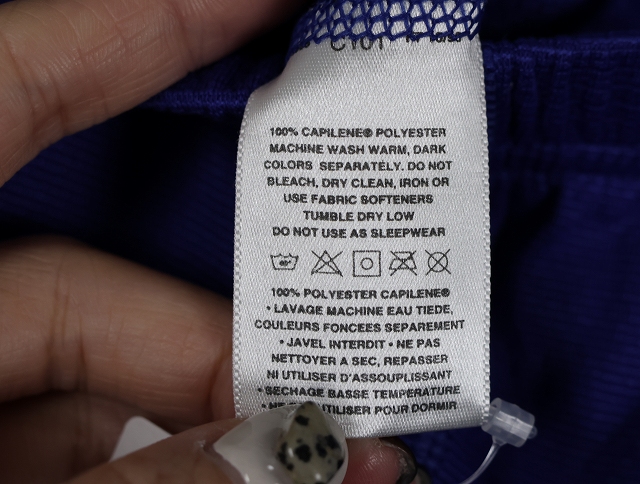 100% CAPILENE® POLYESTER
MACHINE WASH WARM, DARK
COLORS SEPARATELY. DO NOT
BLEACH, DRY CLEAN, IRON OR
USE FABRIC SOFTENERS
TUMBLE DRY LOW
DO NOT USE AS SLEEPWEAR
100% POLYESTER CAPILENE®
• LAVAGE MACHINE EAU TIEDE,
COULEURS FONCEES SEPAREMENT
• JAVEL INTERDIT • NE PAS
NETTOYER A SEC, REPASSER
NI UTILISER D'ASSOUPLISSANT
• SECHAGE BASSE TEMPERATURE
• NE UTILISER POUR DORMIR